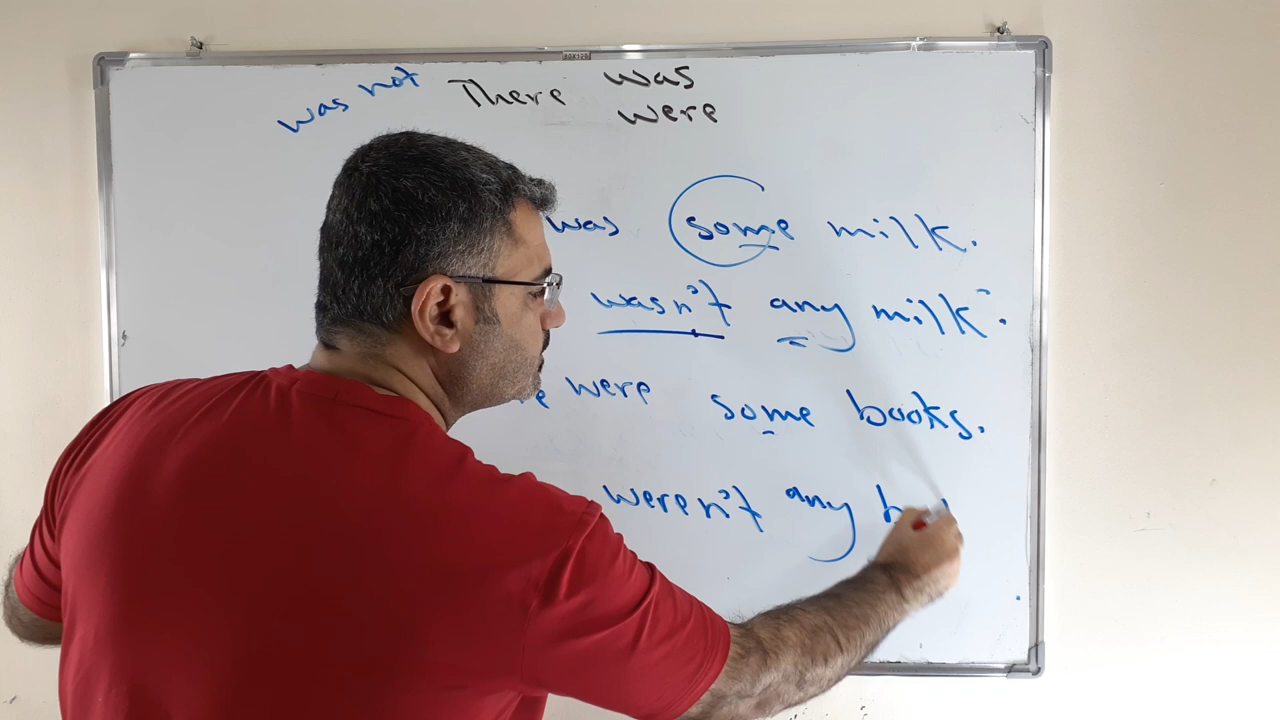 was not There was
were
was some milk.
wasn't any milk.
were some books.
weren't any